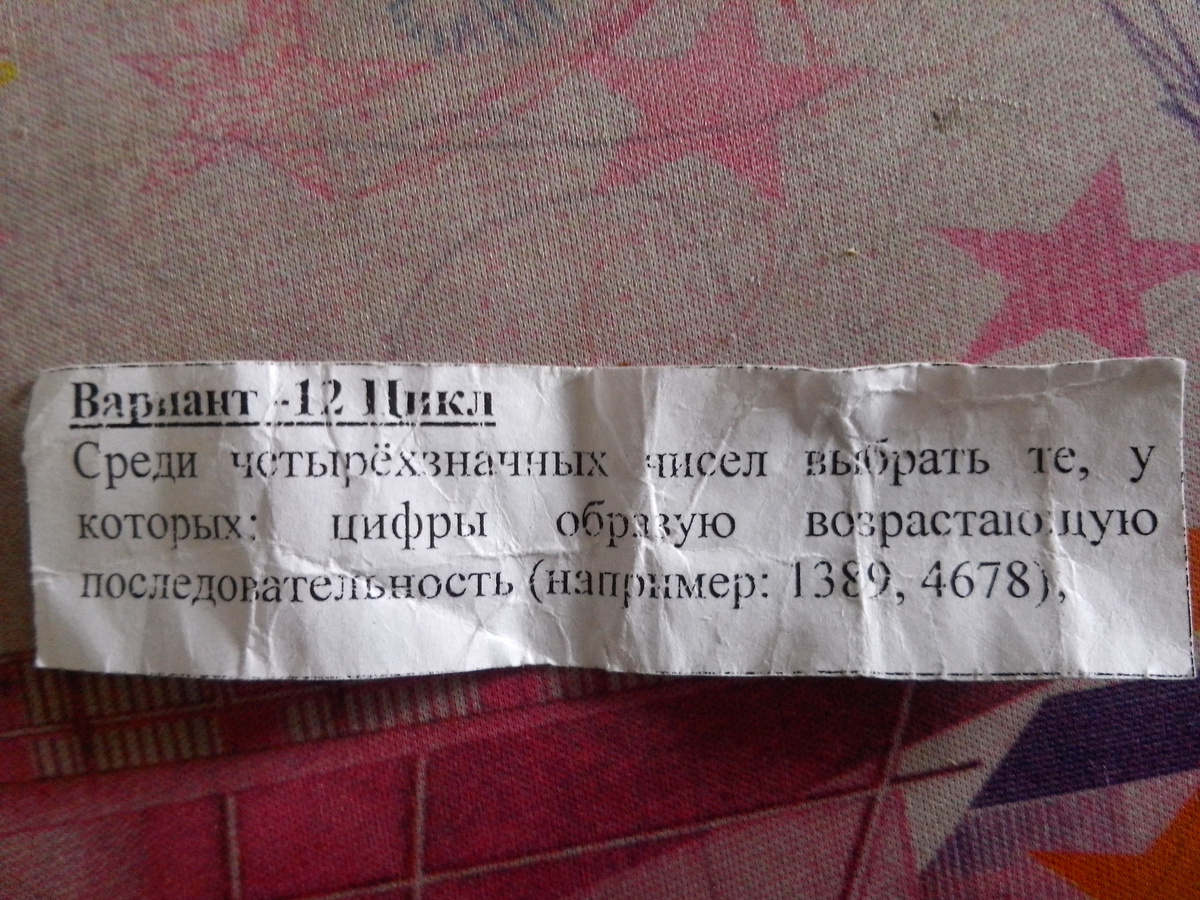 Вариант -12 Цикл
Среди четырёхзначных чисел выбрать те, у
которых: цифры образую возрастающую
последовательность (например: 1389, 4678),